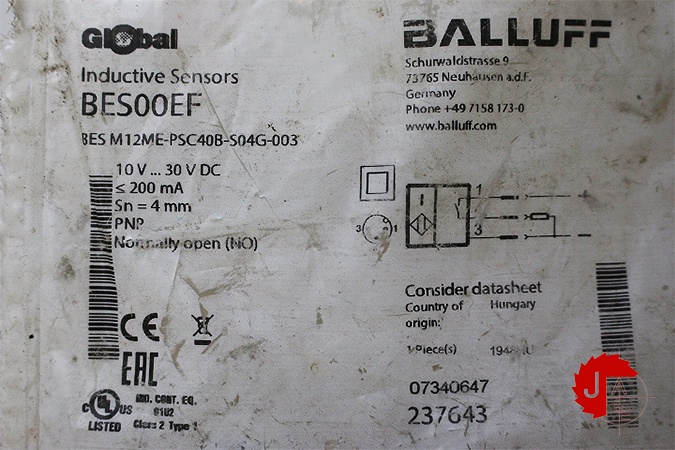 Global
BALLUFF
Inductive Sensors
BES00EF
BES M12ME-PSC40B-S04G-003
Schurwaldstrasse 9
73765 Neuhausen a.d.F.
Germany
Phone +49 7158 173-0
www.balluff.com
10 V ... 30 V DC
≤ 200 mA
Sn = 4 mm
PNP
Normally open (NO)
1
3
3 1
+
−
Consider datasheet
Country of origin: Hungary
1 Piece(s)
07340647
237643
CE
EAC
C UL US
LISTED
IND. CONT. EQ.
61U2
Class 2 Type 1
J